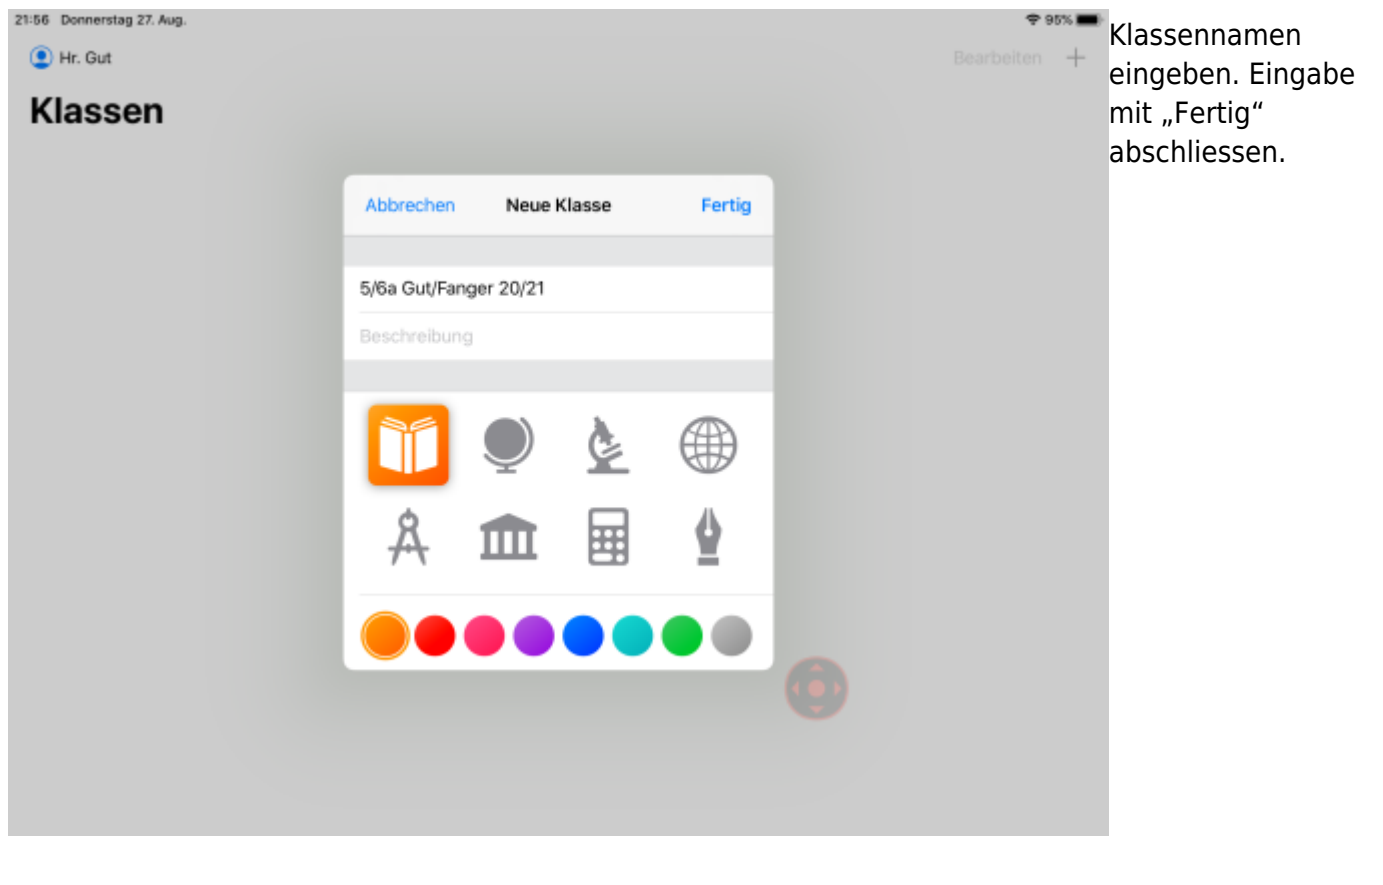 21:56 Donnerstag 27. Aug.
95%
Hr. Gut
Bearbeiten
Klassen
Abbrechen
Neue Klasse
Fertig
5/6a Gut/Fanger 20/21
Beschreibung
Klassennamen
eingeben. Eingabe
mit „Fertig“
abschliessen.